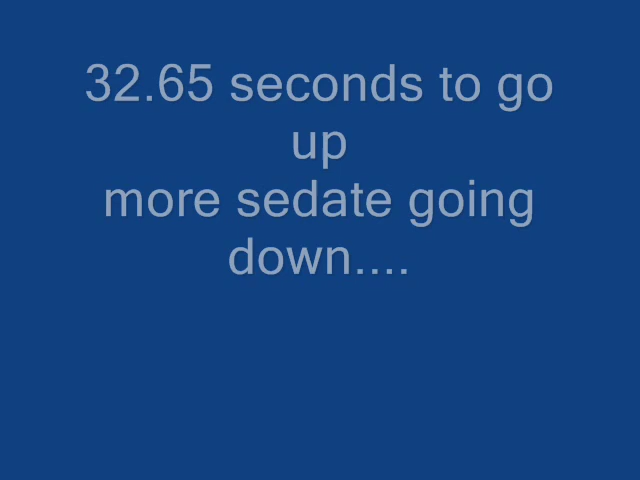 32.65 seconds to go
up
more sedate going
down....